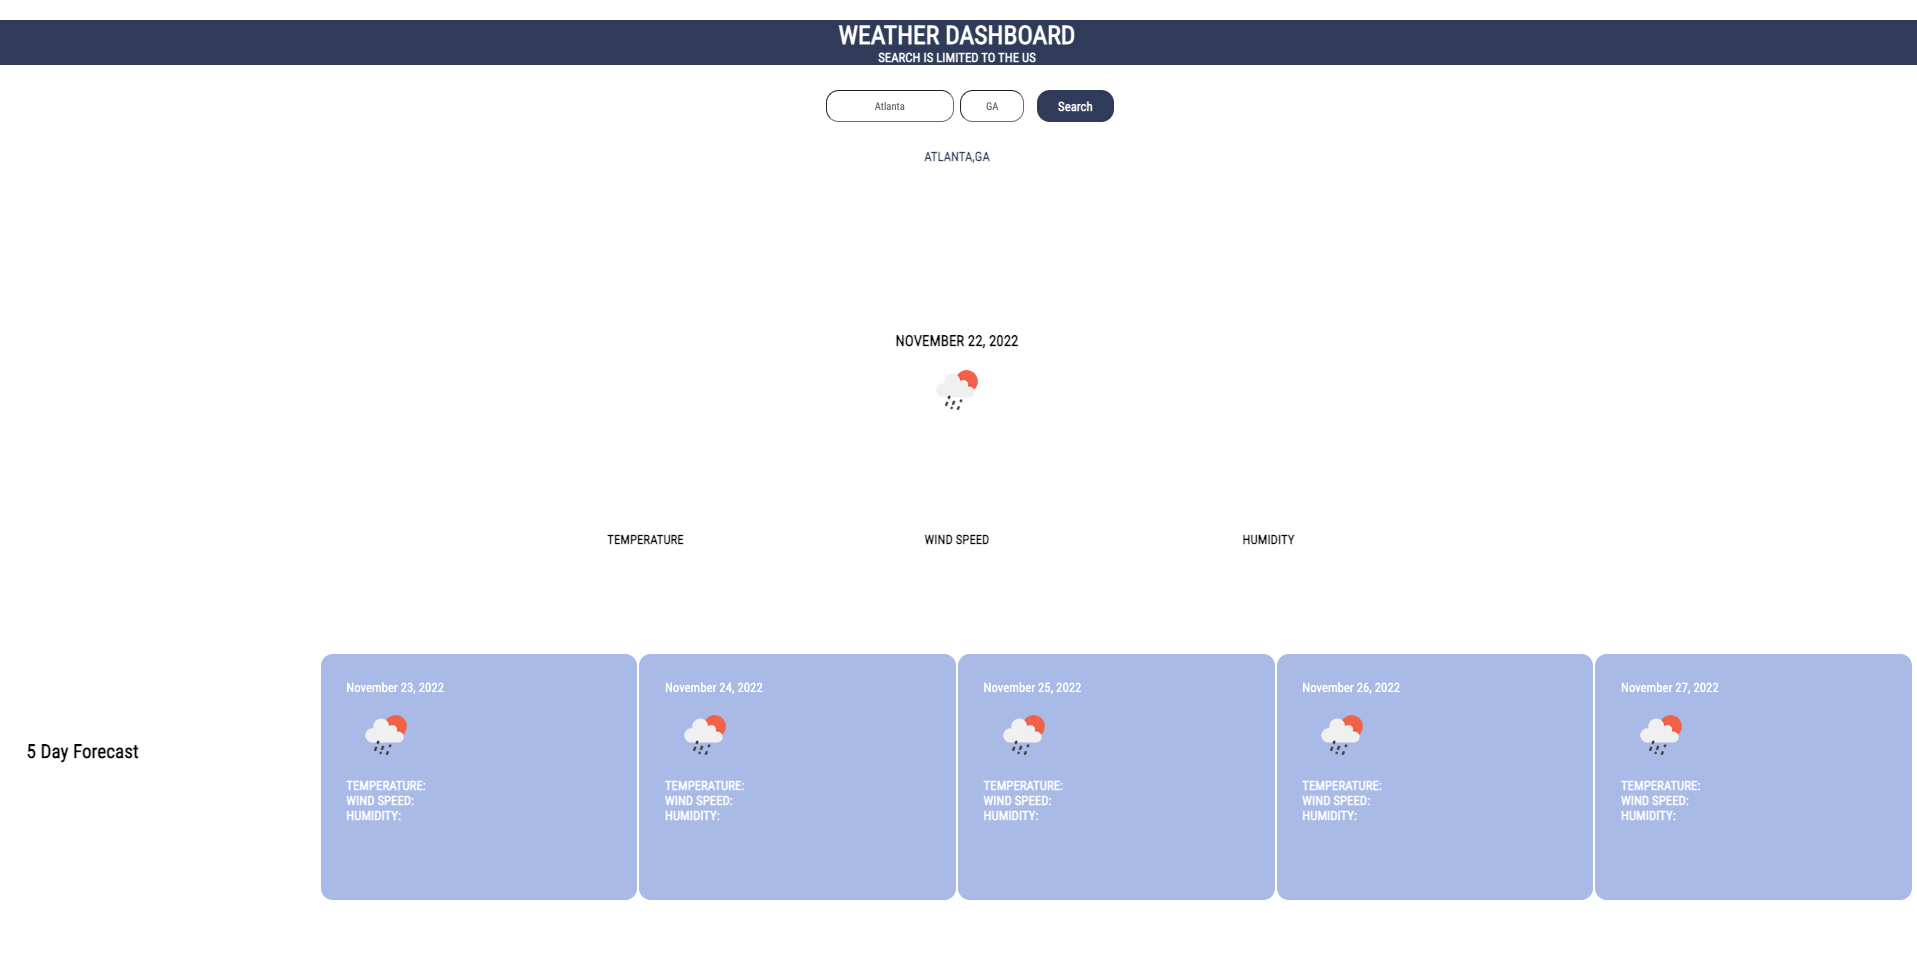 WEATHER DASHBOARD
SEARCH IS LIMITED TO THE US
Atlanta GA Search
ATLANTA,GA
NOVEMBER 22, 2022
TEMPERATURE WIND SPEED HUMIDITY
5 Day Forecast
November 23, 2022
TEMPERATURE:
WIND SPEED:
HUMIDITY:
November 24, 2022
TEMPERATURE:
WIND SPEED:
HUMIDITY:
November 25, 2022
TEMPERATURE:
WIND SPEED:
HUMIDITY:
November 26, 2022
TEMPERATURE:
WIND SPEED:
HUMIDITY:
November 27, 2022
TEMPERATURE:
WIND SPEED:
HUMIDITY: